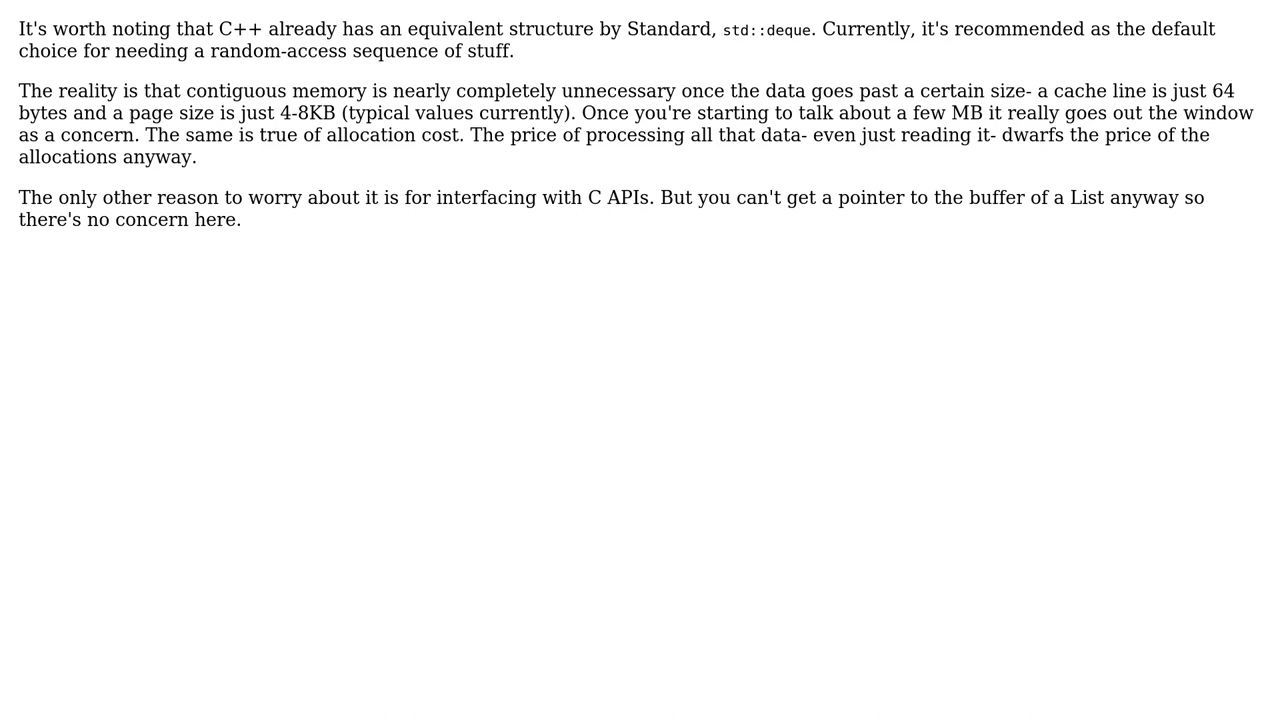 It's worth noting that C++ already has an equivalent structure by Standard, std::deque. Currently, it's recommended as the default
choice for needing a random-access sequence of stuff.
The reality is that contiguous memory is nearly completely unnecessary once the data goes past a certain size- a cache line is just 64
bytes and a page size is just 4-8KB (typical values currently). Once you're starting to talk about a few MB it really goes out the window
as a concern. The same is true of allocation cost. The price of processing all that data- even just reading it- dwarfs the price of the
allocations anyway.
The only other reason to worry about it is for interfacing with C APIs. But you can't get a pointer to the buffer of a List anyway so
there's no concern here.